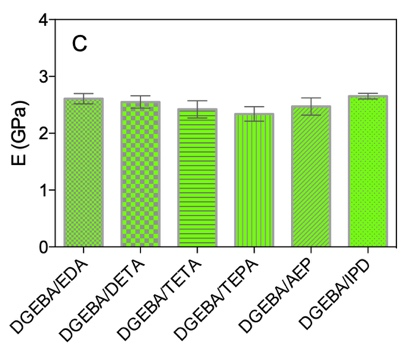 C
E (GPa)
4
3
2
1
0
DGEBA/EDA
DGEBA/DETA
DGEBA/TETA
DGEBA/TEPA
DGEBA/AEP
DGEBA/IPD